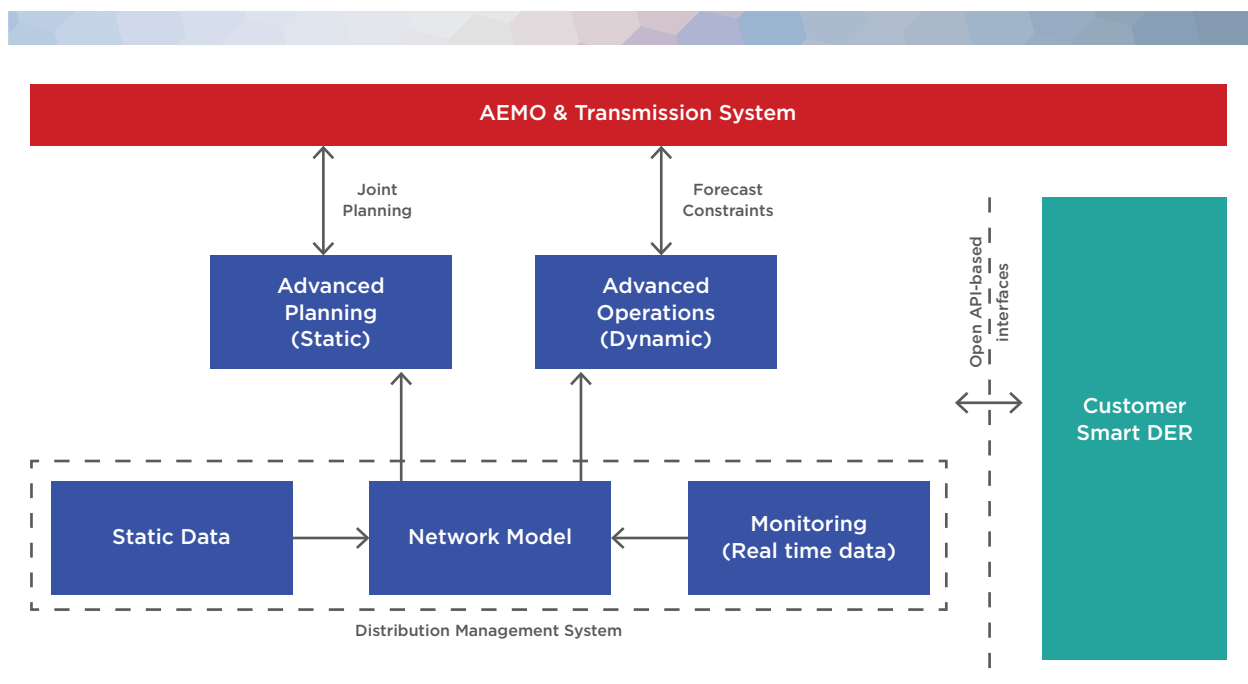 AEMO & Transmission System
Joint
Planning
Forecast
Constraints
Advanced
Planning
(Static)
Advanced
Operations
(Dynamic)
Open API-based
interfaces
Customer
Smart DER
Static Data
Network Model
Monitoring
(Real time data)
Distribution Management System